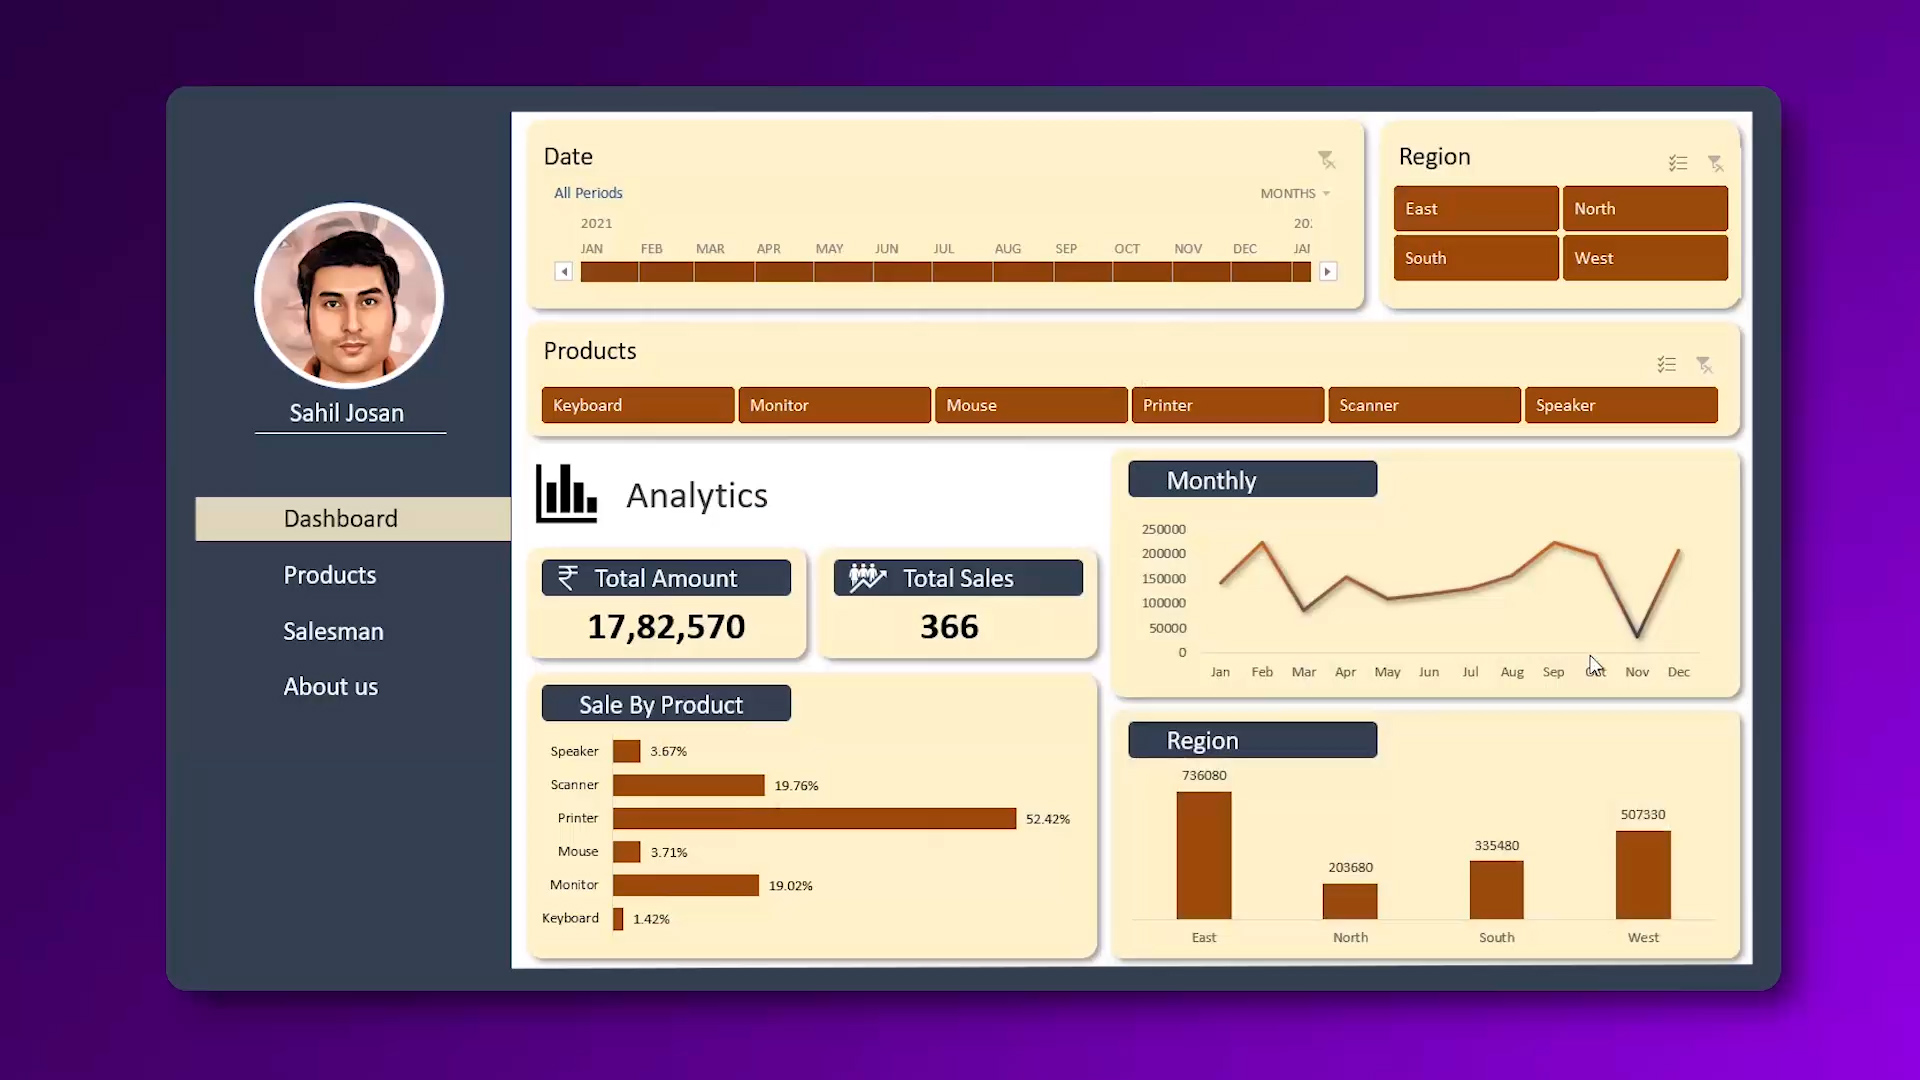 Sahil Josan
Dashboard
Products
Salesman
About us
Date
All Periods
MONTHS
2021
JAN FEB MAR APR MAY JUN JUL AUG SEP OCT NOV DEC
Region
East North
South West
Products
Keyboard Monitor Mouse Printer Scanner Speaker
Analytics
₹ Total Amount
17,82,570
Total Sales
366
Sale By Product
Speaker 3.67%
Scanner 19.76%
Printer 52.42%
Mouse 3.71%
Monitor 19.02%
Keyboard 1.42%
Monthly
250000
200000
150000
100000
50000
0
Jan Feb Mar Apr May Jun Jul Aug Sep Oct Nov Dec
Region
736080 203680 335480 507330
East North South West